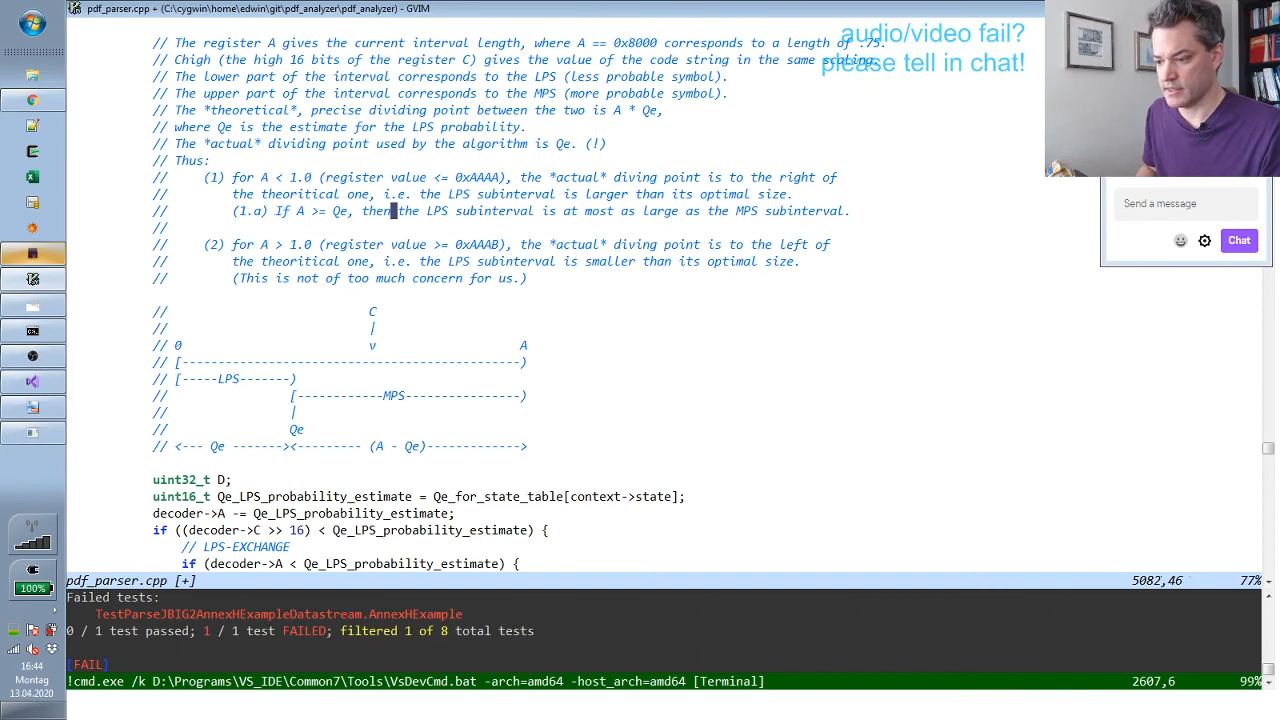 pdf_parser.cpp + (C:\cygwin\home\edwin\git\pdf_analyzer\pdf_analyzer) - GVIM
audio/video fail?
please tell in chat!
// The register A gives the current interval length, where A == 0x8000 corresponds to a length of .75.
// Chigh (the high 16 bits of the register C) gives the value of the code string in the same scaling.
// The lower part of the interval corresponds to the LPS (less probable symbol).
// The upper part of the interval corresponds to the MPS (more probable symbol).
// The *theoretical*, precise dividing point between the two is A * Qe,
// where Qe is the estimate for the LPS probability.
// The *actual* dividing point used by the algorithm is Qe. (!)
// Thus:
// (1) for A < 1.0 (register value <= 0xAAAA), the *actual* diving point is to the right of
// the theoritical one, i.e. the LPS subinterval is larger than its optimal size.
// (1.a) If A >= Qe, then the LPS subinterval is at most as large as the MPS subinterval.
//
// (2) for A > 1.0 (register value >= 0xAAAB), the *actual* diving point is to the left of
// the theoritical one, i.e. the LPS subinterval is smaller than its optimal size.
// (This is not of too much concern for us.)
// C
// |
// 0 v A
// [-----------------------------------------------)
// [-----LPS-------)
// [------------MPS----------------)
// |
// Qe
// <--- Qe -------><--------- (A - Qe)------------->
uint32_t D;
uint16_t Qe_LPS_probability_estimate = Qe_for_state_table[context->state];
decoder->A -= Qe_LPS_probability_estimate;
if ((decoder->C >> 16) < Qe_LPS_probability_estimate) {
// LPS-EXCHANGE
if (decoder->A < Qe_LPS_probability_estimate) {
pdf_parser.cpp [+] 5082,46 77%
Failed tests:
TestParseJBIG2AnnexHExampleDatastream.AnnexHExample
0 / 1 test passed; 1 / 1 test FAILED; filtered 1 of 8 total tests
[FAIL]
!cmd.exe /k D:\Programs\VS_IDE\Common7\Tools\VsDevCmd.bat -arch=amd64 -host_arch=amd64 [Terminal] 2607,6 99%
Send a message
Chat
100%
16:44
Montag
13.04.2020